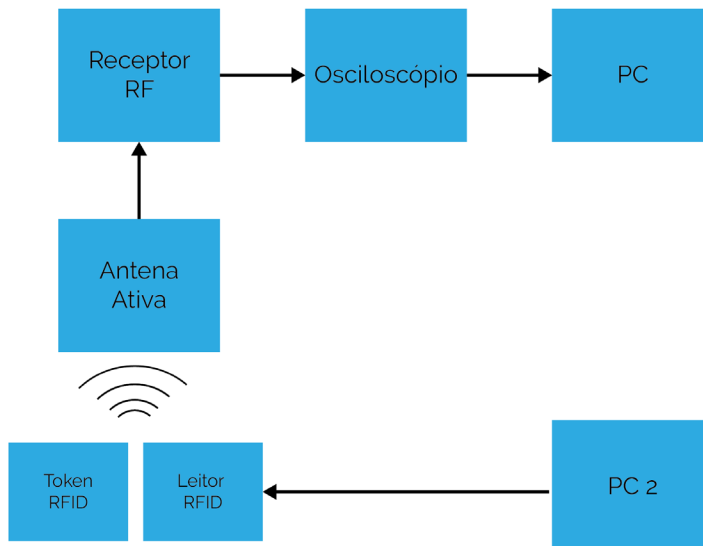 Receptor
RF
Osciloscópio
PC
Antena
Ativa
Token
RFID
Leitor
RFID
PC 2